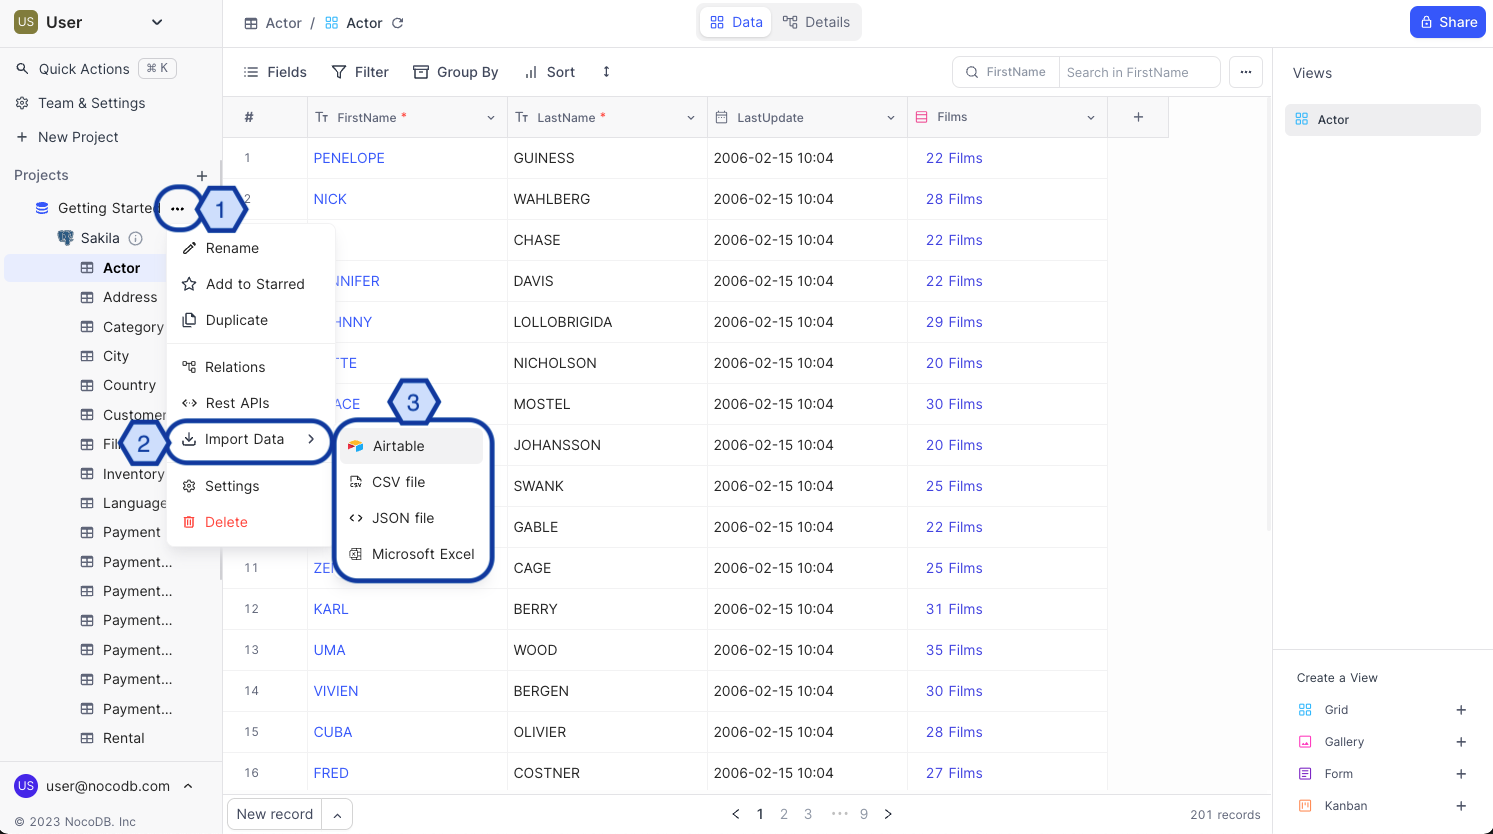 US User
Actor / Actor
Data Details
Share
Quick Actions ⌘ K
Team & Settings
New Project
Projects
Getting Started
1
Sakila
Actor
Address
Category
City
Country
Customer
Fil
Inventory
Language
Payment
Payment...
Payment...
Payment...
Payment...
Payment...
Payment...
Rental
US user@nocodb.com
© 2023 NocoDB. Inc
Rename
Add to Starred
Duplicate
Relations
Rest APIs
2
Import Data
Settings
Delete
3
Airtable
CSV file
JSON file
Microsoft Excel
Fields Filter Group By Sort
FirstName Search in FirstName
# FirstName * LastName * LastUpdate Films +
1 PENELOPE GUINESS 2006-02-15 10:04 22 Films
2 NICK WAHLBERG 2006-02-15 10:04 28 Films
CHASE 2006-02-15 10:04 22 Films
NNIFER DAVIS 2006-02-15 10:04 22 Films
HNNY LOLLOBRIGIDA 2006-02-15 10:04 29 Films
TTE NICHOLSON 2006-02-15 10:04 20 Films
ACE MOSTEL 2006-02-15 10:04 30 Films
JOHANSSON 2006-02-15 10:04 20 Films
SWANK 2006-02-15 10:04 25 Films
GABLE 2006-02-15 10:04 22 Films
11 ZE CAGE 2006-02-15 10:04 25 Films
12 KARL BERRY 2006-02-15 10:04 31 Films
13 UMA WOOD 2006-02-15 10:04 35 Films
14 VIVIEN BERGEN 2006-02-15 10:04 30 Films
15 CUBA OLIVIER 2006-02-15 10:04 28 Films
16 FRED COSTNER 2006-02-15 10:04 27 Films
New record
1 2 3 ••• 9
201 records
Views
Actor
Create a View
Grid +
Gallery +
Form +
Kanban +